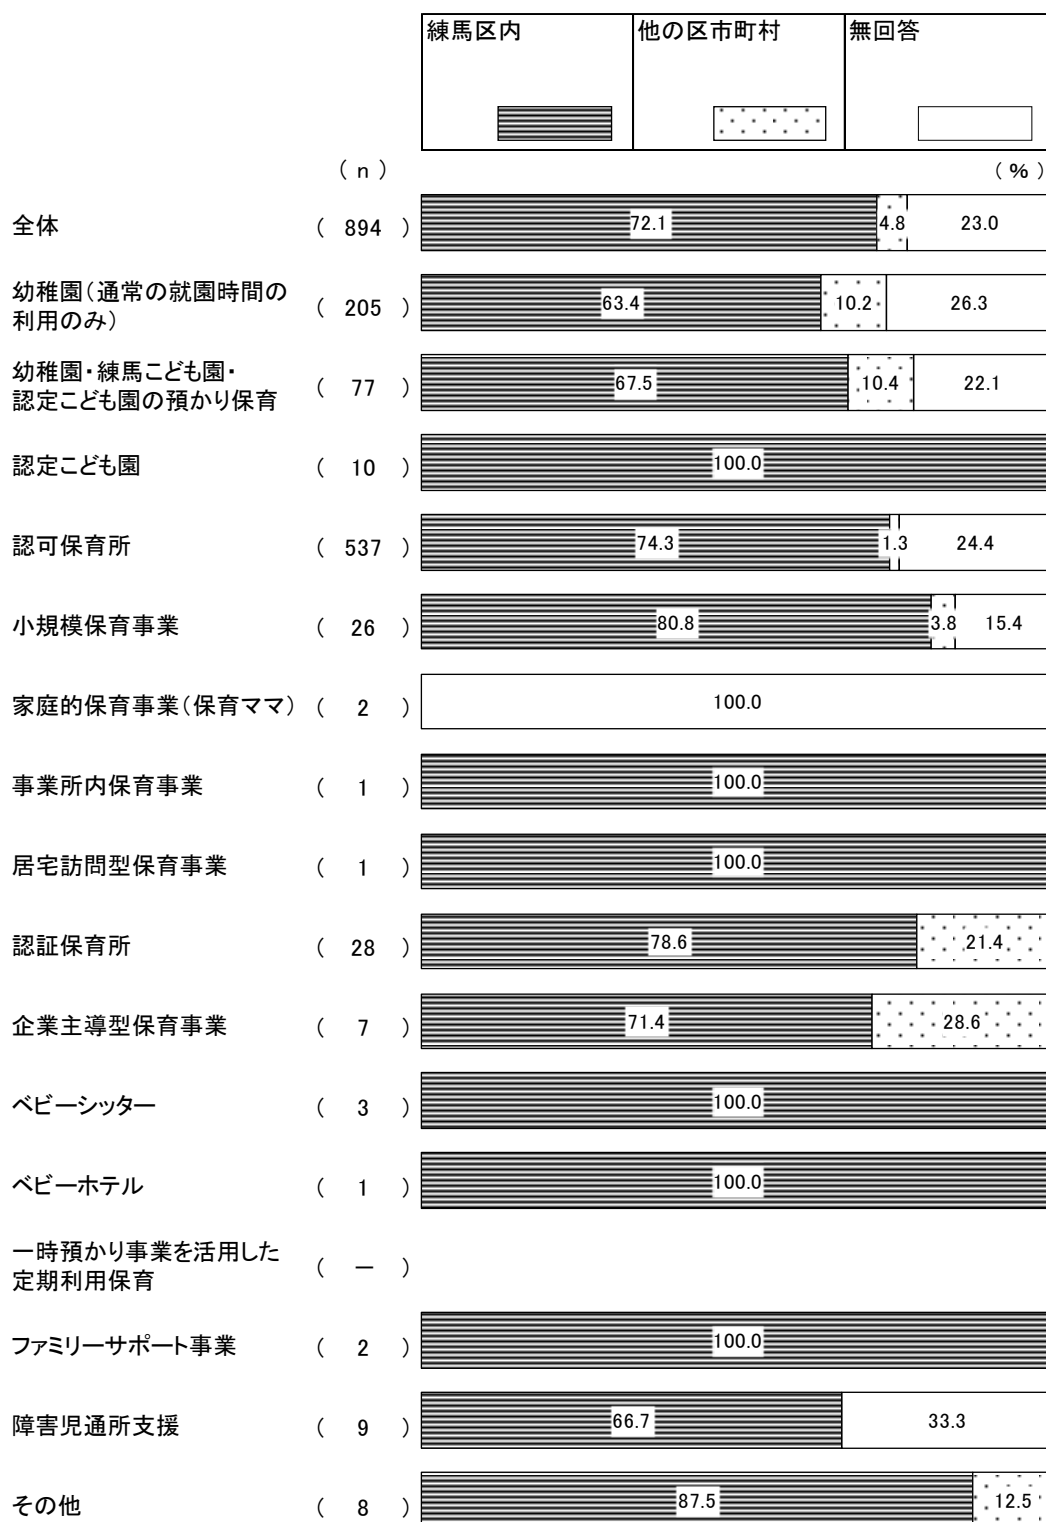 練馬区内 他の区市町村 無回答
( n ) ( % )
全体 ( 894 ) 72.1 4.8 23.0
幼稚園(通常の就園時間の
利用のみ) ( 205 ) 63.4 10.2 26.3
幼稚園・練馬こども園・
認定こども園の預かり保育 ( 77 ) 67.5 10.4 22.1
認定こども園 ( 10 ) 100.0
認可保育所 ( 537 ) 74.3 1.3 24.4
小規模保育事業 ( 26 ) 80.8 3.8 15.4
家庭的保育事業(保育ママ) ( 2 ) 100.0
事業所内保育事業 ( 1 ) 100.0
居宅訪問型保育事業 ( 1 ) 100.0
認証保育所 ( 28 ) 78.6 21.4
企業主導型保育事業 ( 7 ) 71.4 28.6
ベビーシッター ( 3 ) 100.0
ベビーホテル ( 1 ) 100.0
一時預かり事業を活用した
定期利用保育 ( － )
ファミリーサポート事業 ( 2 ) 100.0
障害児通所支援 ( 9 ) 66.7 33.3
その他 ( 8 ) 87.5 12.5